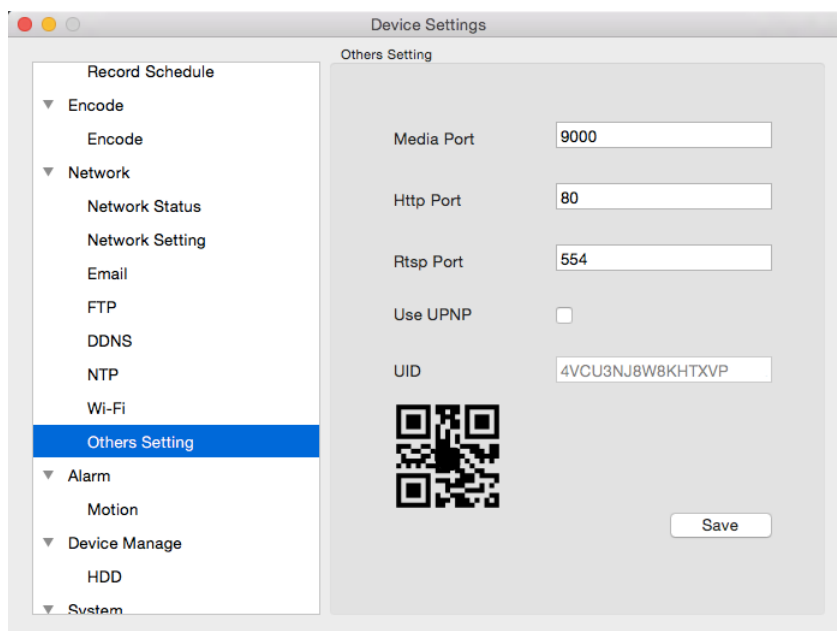 Device Settings
Others Setting
Record Schedule
Encode
Encode
Network
Network Status
Network Setting
Email
FTP
DDNS
NTP
Wi-Fi
Others Setting
Alarm
Motion
Device Manage
HDD
System
Media Port 9000
Http Port 80
Rtsp Port 554
Use UPNP
UID 4VCU3NJ8W8KHTXVP
Save